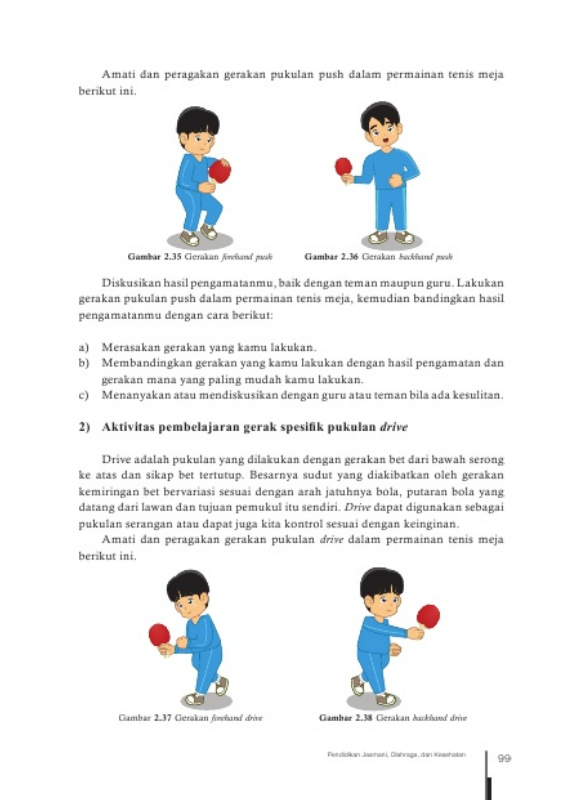 Amati dan peragakan gerakan pukulan push dalam permainan tenis meja
berikut ini.
Gambar 2.35 Gerakan forehand push
Gambar 2.36 Gerakan backhand push
Diskusikan hasil pengamatanmu, baik dengan teman maupun guru. Lakukan
gerakan pukulan push dalam permainan tenis meja, kemudian bandingkan hasil
pengamatanmu dengan cara berikut:
a) Merasakan gerakan yang kamu lakukan.
b) Membandingkan gerakan yang kamu lakukan dengan hasil pengamatan dan
gerakan mana yang paling mudah kamu lakukan.
c) Menanyakan atau mendiskusikan dengan guru atau teman bila ada kesulitan.
2) Aktivitas pembelajaran gerak spesifik pukulan drive
Drive adalah pukulan yang dilakukan dengan gerakan bet dari bawah serong
ke atas dan sikap bet tertutup. Besarnya sudut yang diakibatkan oleh gerakan
kemiringan bet bervariasi sesuai dengan arah jatuhnya bola, putaran bola yang
datang dari lawan dan tujuan pemukul itu sendiri. Drive dapat digunakan sebagai
pukulan serangan atau dapat juga kita kontrol sesuai dengan keinginan.
Amati dan peragakan gerakan pukulan drive dalam permainan tenis meja
berikut ini.
Gambar 2.37 Gerakan forehand drive
Gambar 2.38 Gerakan backhand drive
Pendidikan Jasmani, Olahraga, dan Kesehatan
99